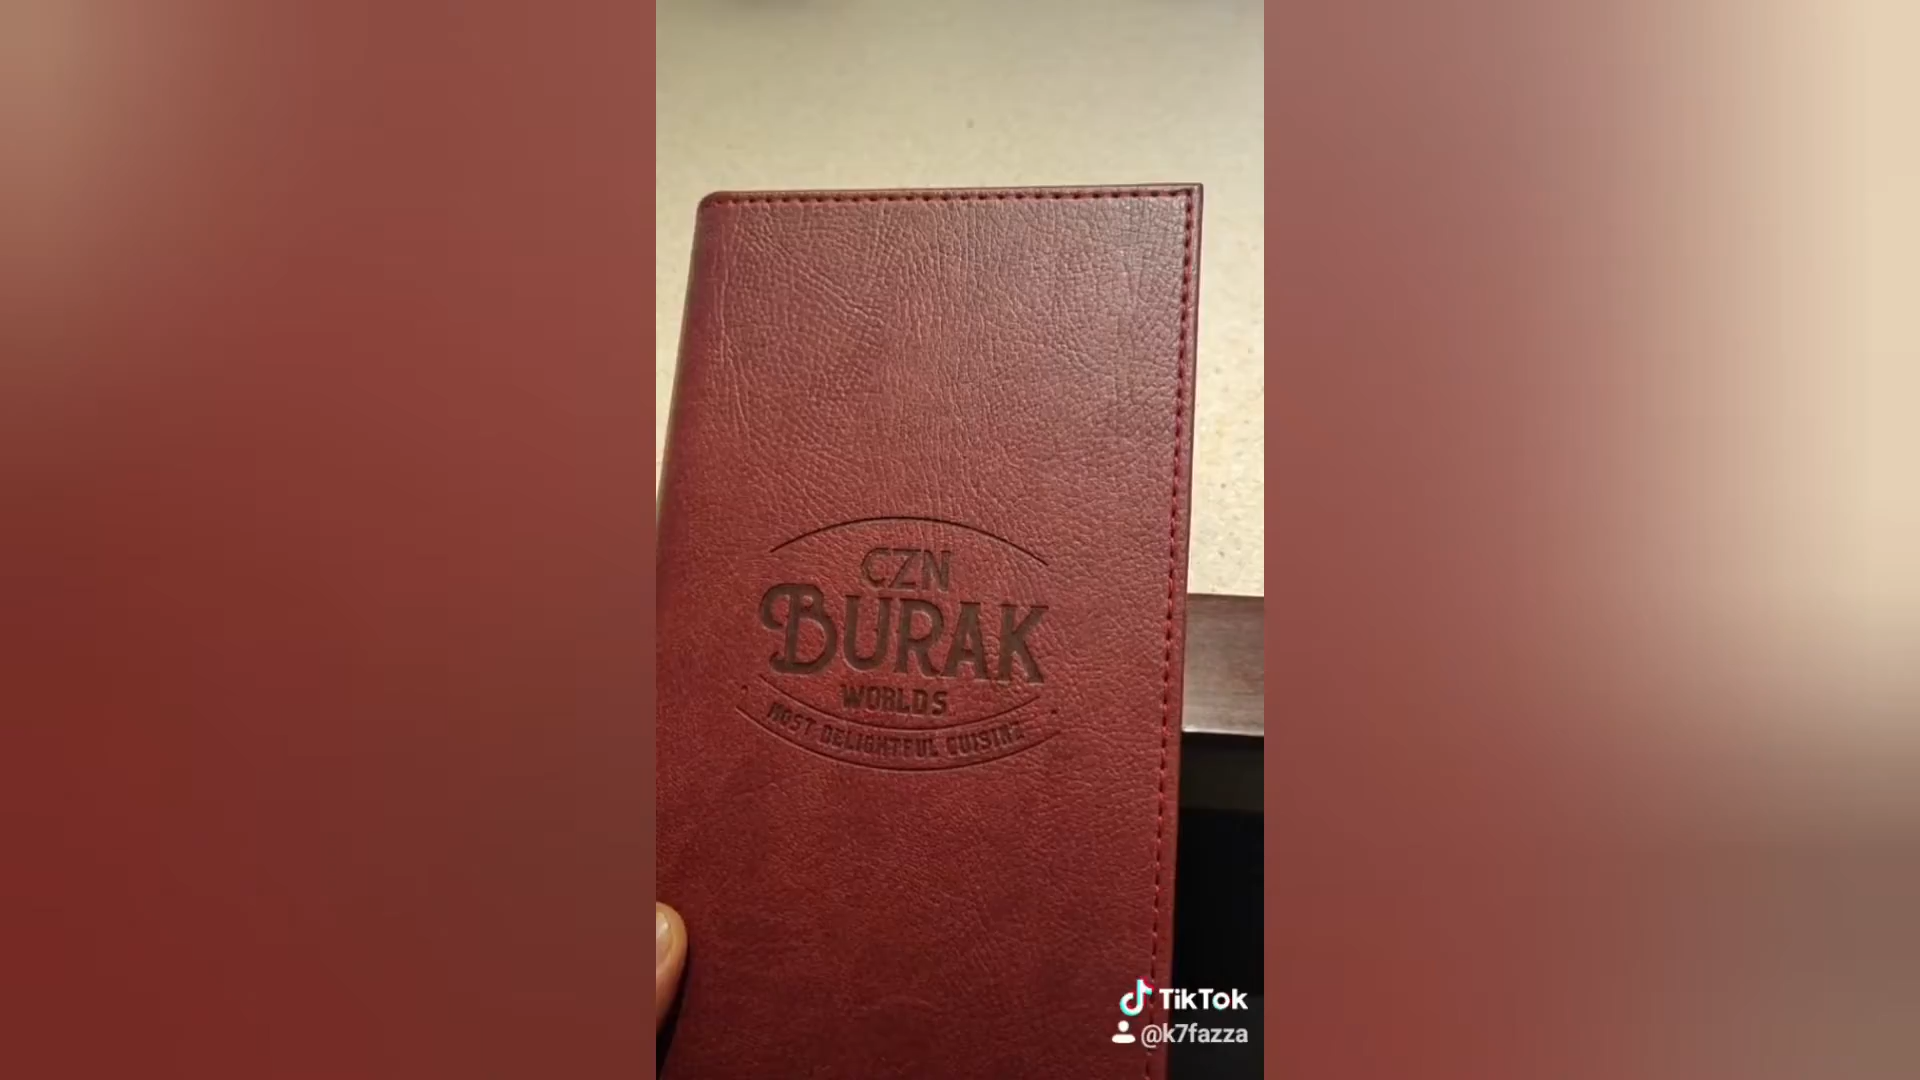 CZN
BURAK
WORLDS
MOST DELIGHTFUL CUISINE
TikTok
@k7fazza